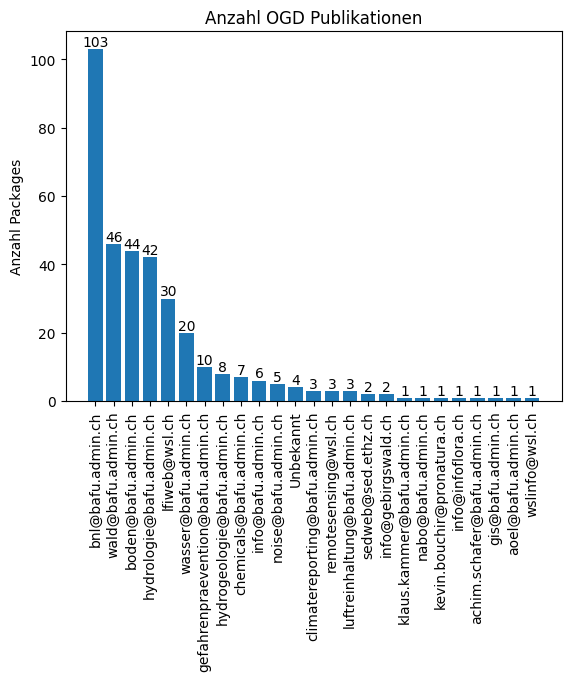 Anzahl OGD Publikationen
Anzahl Packages
100
80
60
40
20
0
103
46
44
42
30
20
10
8
7
6
5
4
3
3
3
2
2
1
1
1
1
1
1
1
1
bnl@bafu.admin.ch
wald@bafu.admin.ch
boden@bafu.admin.ch
hydrologie@bafu.admin.ch
lfiweb@wsl.ch
wasser@bafu.admin.ch
gefahrenpraevention@bafu.admin.ch
hydrogeologie@bafu.admin.ch
chemicals@bafu.admin.ch
info@bafu.admin.ch
noise@bafu.admin.ch
Unbekannt
climatereporting@bafu.admin.ch
remotesensing@wsl.ch
luftreinhaltung@bafu.admin.ch
sedweb@sed.ethz.ch
info@gebirgswald.ch
klaus.kammer@bafu.admin.ch
nabo@bafu.admin.ch
kevin.bouchir@pronatura.ch
info@infoflora.ch
achim.schafer@bafu.admin.ch
gis@bafu.admin.ch
aoel@bafu.admin.ch
wslinfo@wsl.ch